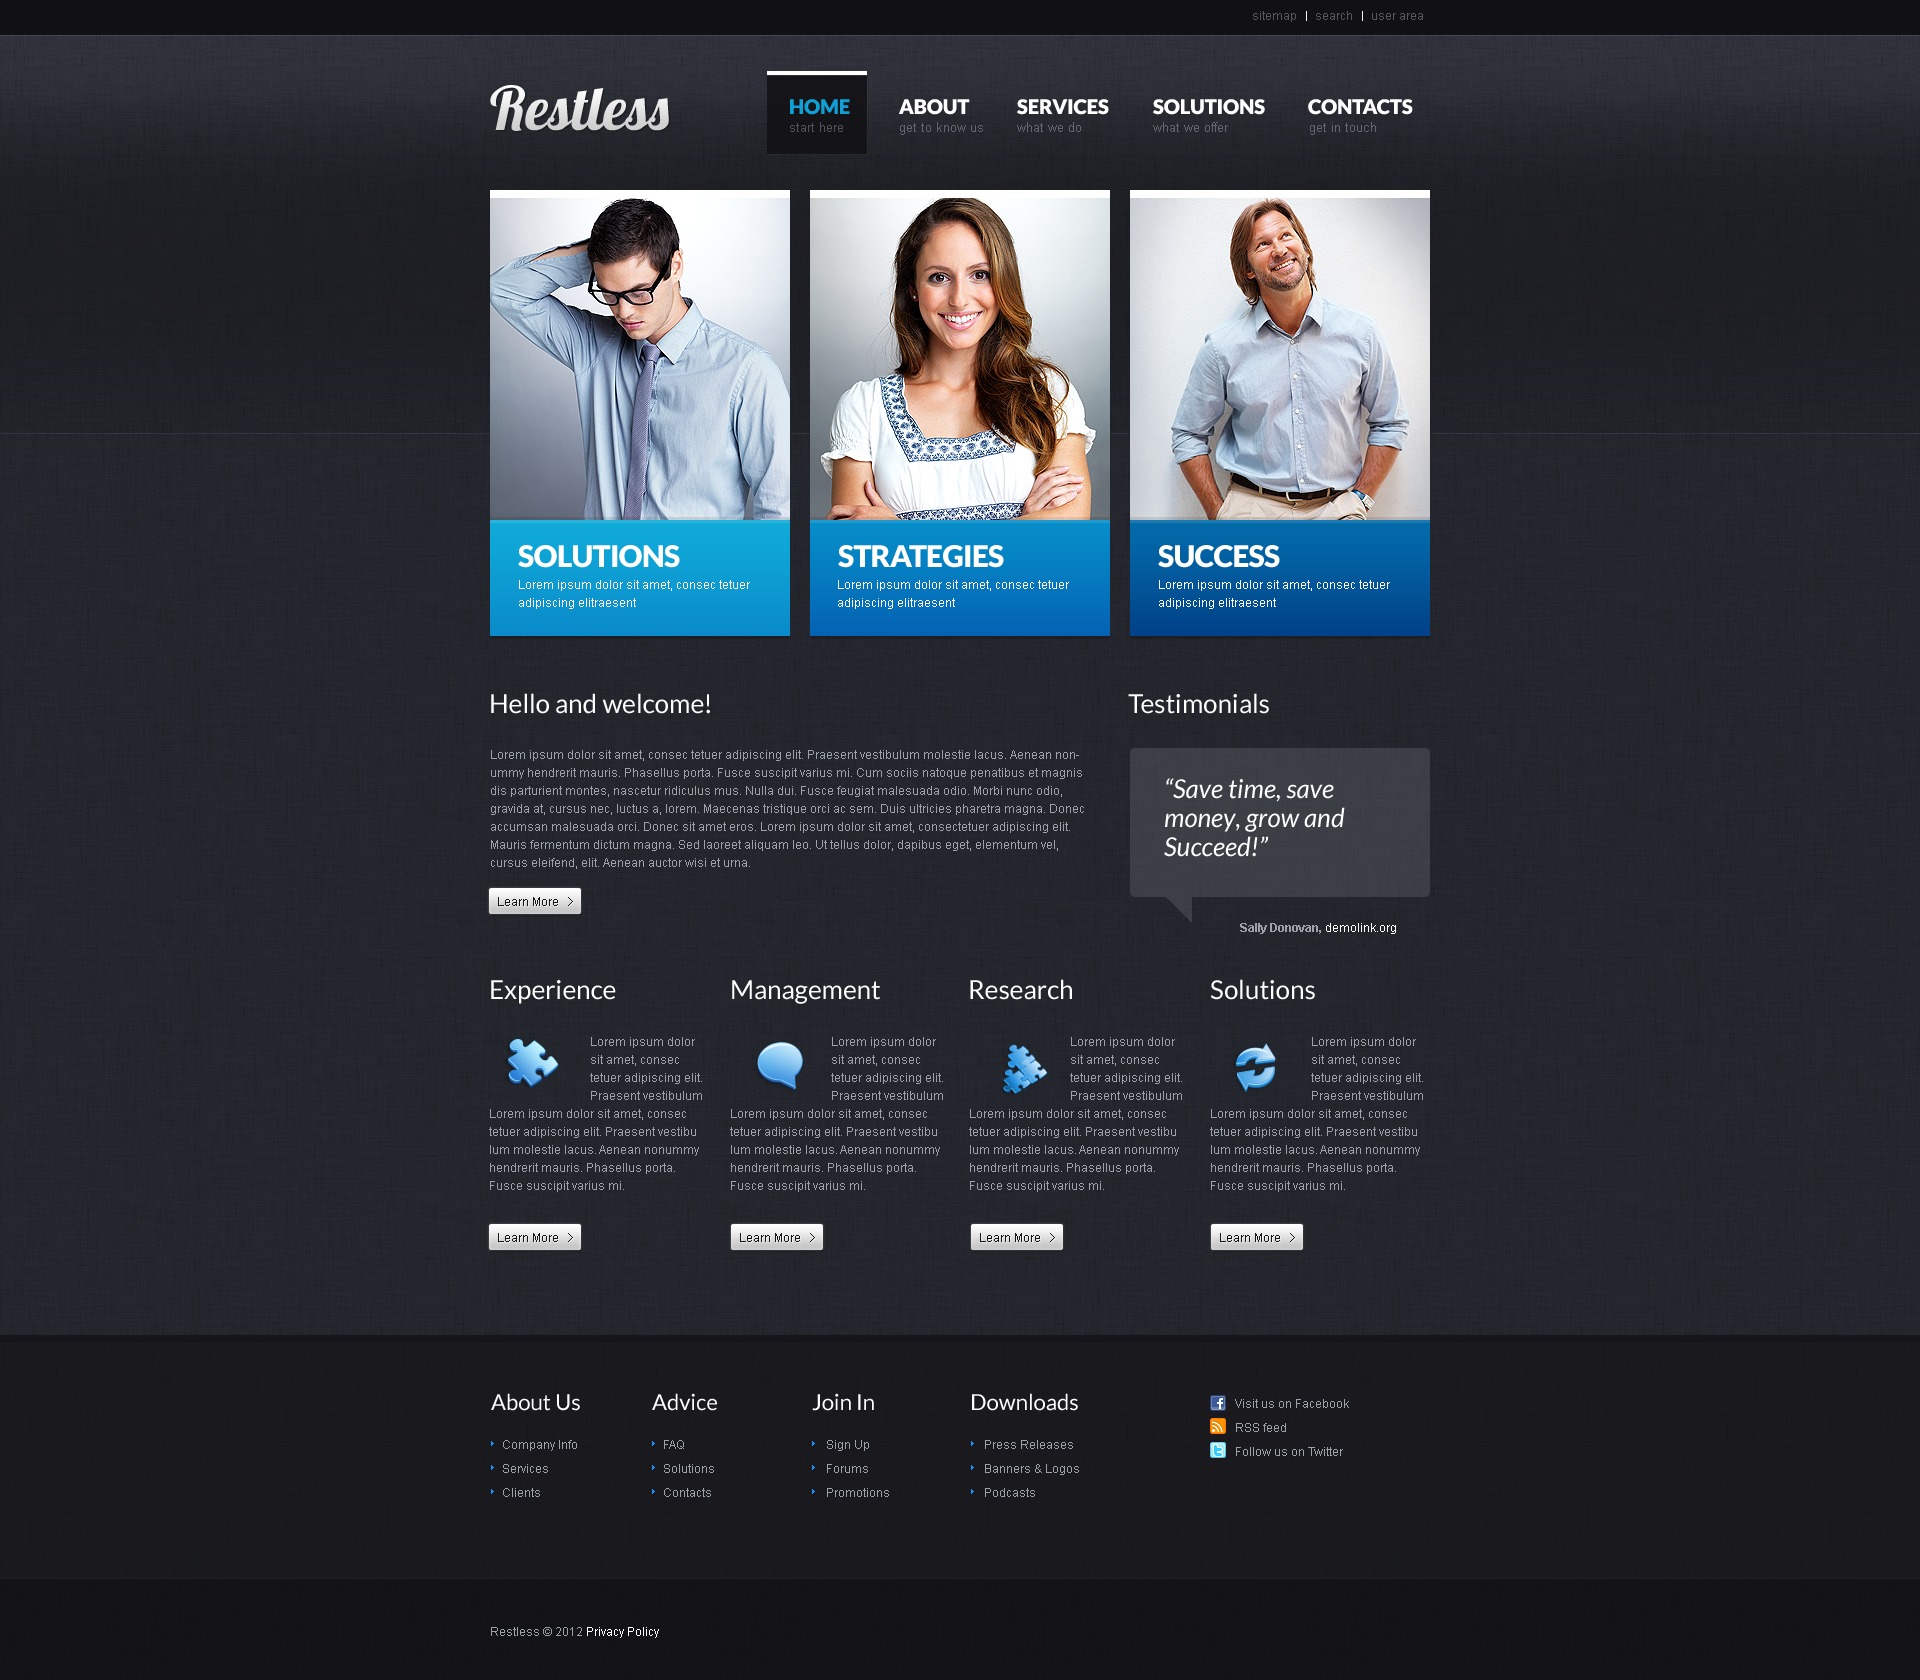 sitemap | search | user area
Restless
HOME
start here
ABOUT
get to know us
SERVICES
what we do
SOLUTIONS
what we offer
CONTACTS
get in touch
SOLUTIONS
Lorem ipsum dolor sit amet, consec tetuer
adipiscing elitraesent
STRATEGIES
Lorem ipsum dolor sit amet, consec tetuer
adipiscing elitraesent
SUCCESS
Lorem ipsum dolor sit amet, consec tetuer
adipiscing elitraesent
Hello and welcome!
Lorem ipsum dolor sit amet, consec tetuer adipiscing elit. Praesent vestibulum molestie lacus. Aenean non-
ummy hendrerit mauris. Phasellus porta. Fusce suscipit varius mi. Cum sociis natoque penatibus et magnis
dis parturient montes, nascetur ridiculus mus. Nulla dui. Fusce feugiat malesuada odio. Morbi nunc odio,
gravida at, cursus nec, luctus a, lorem. Maecenas tristique orci ac sem. Duis ultricies pharetra magna. Donec
accumsan malesuada orci. Donec sit amet eros. Lorem ipsum dolor sit amet, consectetuer adipiscing elit.
Mauris fermentum dictum magna. Sed laoreet aliquam leo. Ut tellus dolor, dapibus eget, elementum vel,
cursus eleifend, elit. Aenean auctor wisi et urna.
Learn More
Testimonials
“Save time, save
money, grow and
Succeed!”
Sally Donovan, demolink.org
Experience
Lorem ipsum dolor
sit amet, consec
tetuer adipiscing elit.
Praesent vestibulum
Lorem ipsum dolor sit amet, consec
tetuer adipiscing elit. Praesent vestibu
lum molestie lacus. Aenean nonummy
hendrerit mauris. Phasellus porta.
Fusce suscipit varius mi.
Learn More
Management
Lorem ipsum dolor
sit amet, consec
tetuer adipiscing elit.
Praesent vestibulum
Lorem ipsum dolor sit amet, consec
tetuer adipiscing elit. Praesent vestibu
lum molestie lacus. Aenean nonummy
hendrerit mauris. Phasellus porta.
Fusce suscipit varius mi.
Learn More
Research
Lorem ipsum dolor
sit amet, consec
tetuer adipiscing elit.
Praesent vestibulum
Lorem ipsum dolor sit amet, consec
tetuer adipiscing elit. Praesent vestibu
lum molestie lacus. Aenean nonummy
hendrerit mauris. Phasellus porta.
Fusce suscipit varius mi.
Learn More
Solutions
Lorem ipsum dolor
sit amet, consec
tetuer adipiscing elit.
Praesent vestibulum
Lorem ipsum dolor sit amet, consec
tetuer adipiscing elit. Praesent vestibu
lum molestie lacus. Aenean nonummy
hendrerit mauris. Phasellus porta.
Fusce suscipit varius mi.
Learn More
About Us
Company Info
Services
Clients
Advice
FAQ
Solutions
Contacts
Join In
Sign Up
Forums
Promotions
Downloads
Press Releases
Banners & Logos
Podcasts
Visit us on Facebook
RSS feed
Follow us on Twitter
Restless © 2012 Privacy Policy